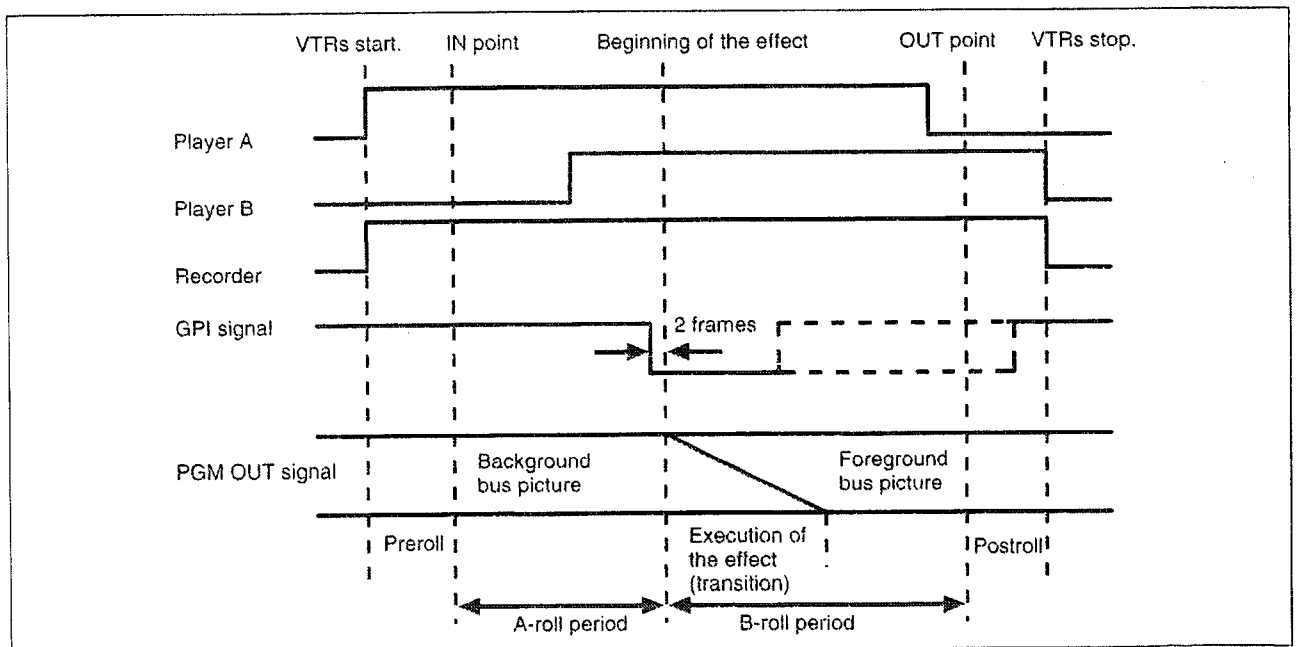 VTRs start. IN point Beginning of the effect OUT point VTRs stop.
Player A
Player B
Recorder
GPI signal 2 frames
PGM OUT signal
Background
bus picture
Foreground
bus picture
Preroll
Execution of
the effect
(transition)
Postroll
A-roll period B-roll period